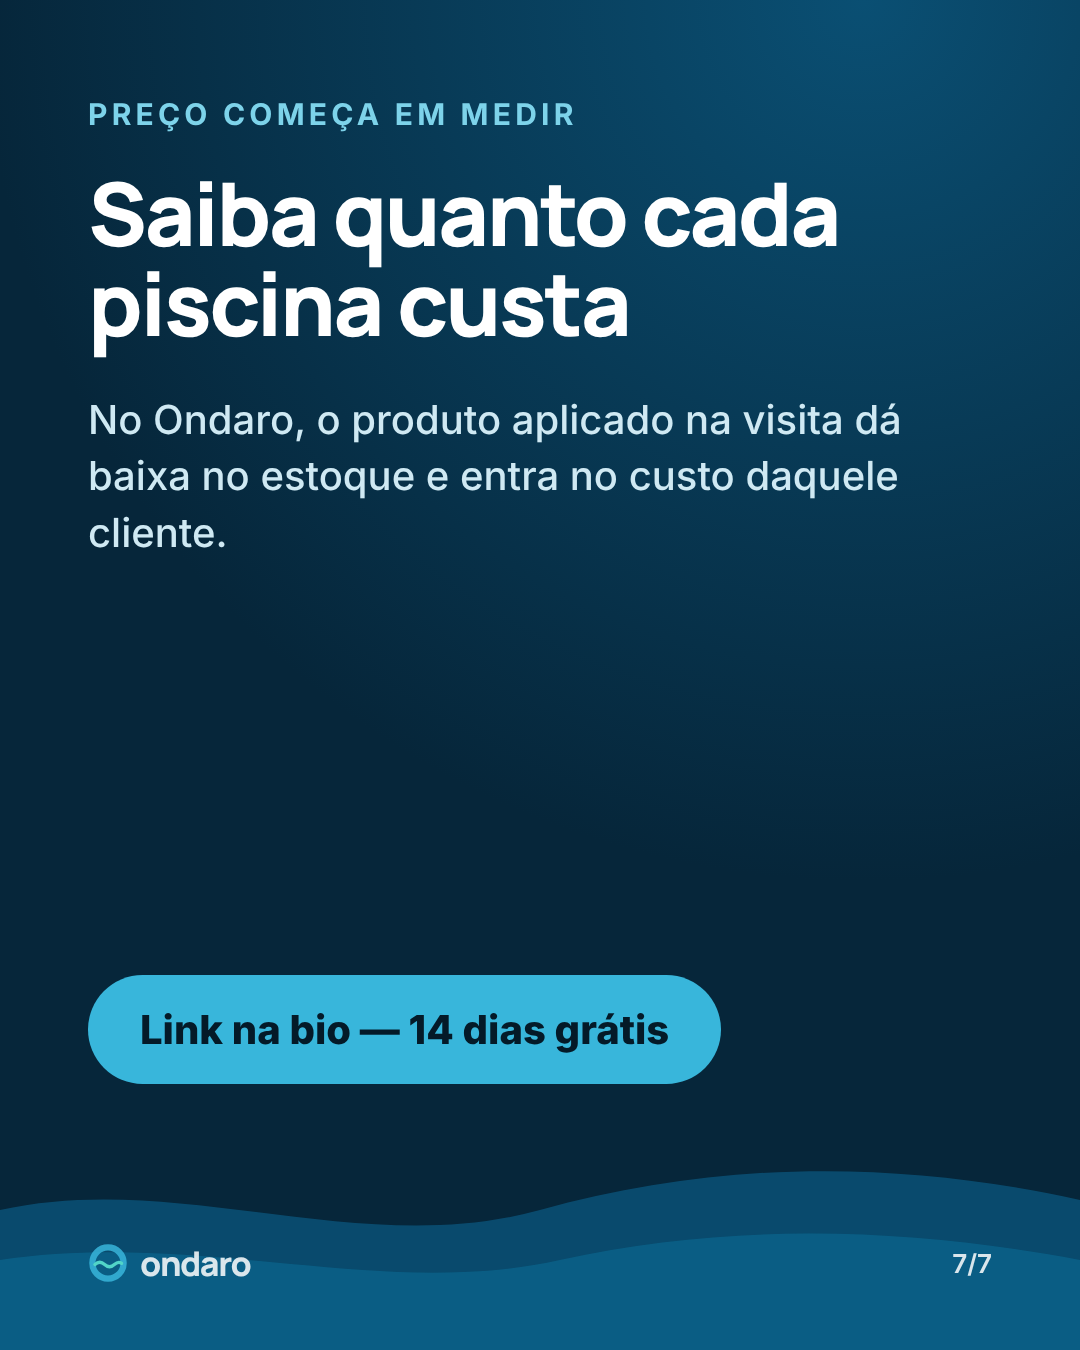 PREÇO COMEÇA EM MEDIR
Saiba quanto cada
piscina custa
No Ondaro, o produto aplicado na visita dá
baixa no estoque e entra no custo daquele
cliente.
Link na bio — 14 dias grátis
ondaro
7/7